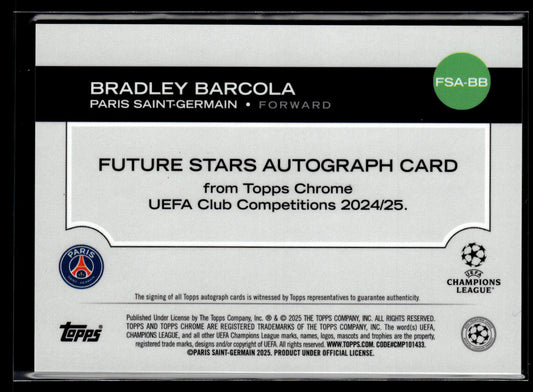 FSA-BB
BRADLEY BARCOLA
PARIS SAINT-GERMAIN • FORWARD
FUTURE STARS AUTOGRAPH CARD
from Topps Chrome
UEFA Club Competitions 2024/25.
PARIS
SAINT-GERMAIN
UEFA
CHAMPIONS
LEAGUE®
The signing of all Topps autograph cards is witnessed by Topps representatives to guarantee authenticity.
topps®
Published Under License by The Topps Company, Inc. ® & © 2025 THE TOPPS COMPANY, INC. ALL RIGHTS RESERVED.
TOPPS AND TOPPS CHROME ARE REGISTERED TRADEMARKS OF THE TOPPS COMPANY, INC. The word(s) UEFA,
CHAMPIONS LEAGUE, and all other UEFA Champions League marks, names, logos, mascots and trophies are the property,
registered trade marks, designs and/or copyright of UEFA. All rights reserved. WWW.TOPPS.COM. CODE#CMP101433.
©PARIS SAINT-GERMAIN 2025. PRODUCT UNDER OFFICIAL LICENSE.